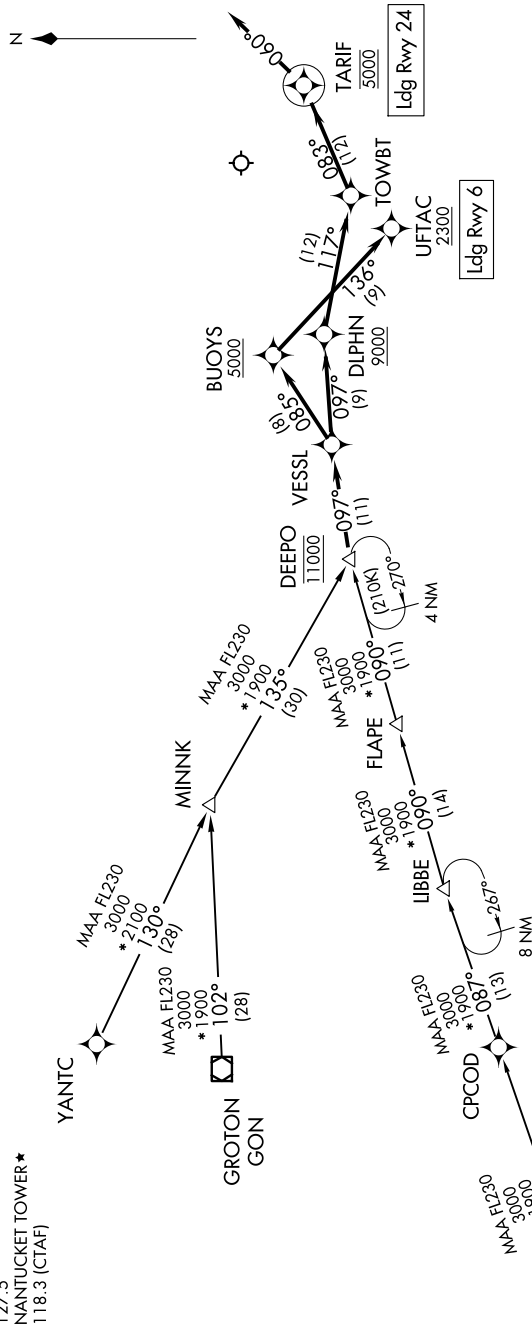 127.5
NANTUCKET TOWER★
118.3 (CTAF)
N
YANTC
MAA FL230
3000
*2100
130°
(28)
GROTON
GON
MAA FL230
3000
*1900
102°
(28)
MINNK
MAA FL230
3000
*1900
135°
(30)
MAA FL230
3000
1900
CPCOD
MAA FL230
3000
*1900
087°
(13)
LIBBE
267°
8 NM
MAA FL230
3000
*1900
090°
(14)
FLAPE
MAA FL230
3000
*1900
090°
(11)
DEEPO
11000
(210K)
270°
4 NM
097°
(11)
VESSL
085°
(8)
097°
(9)
BUOYS
5000
DLPHN
9000
136°
(9)
(12)
117°
UFTAC
2300
Ldg Rwy 6
TOWBT
083°
(12)
TARIF
5000
Ldg Rwy 24
060°